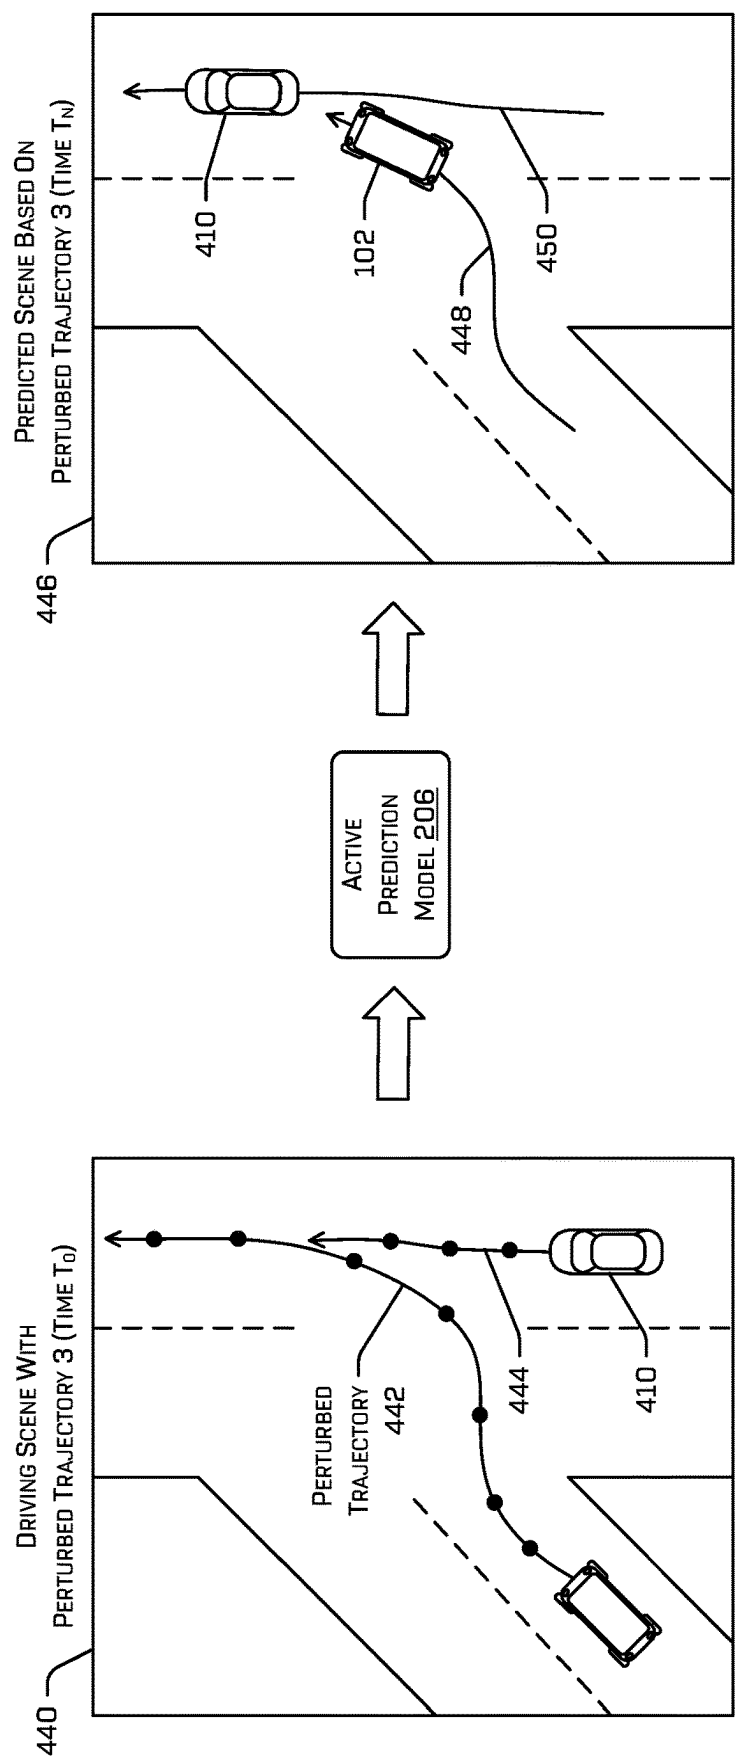 DRIVING SCENE WITH
PERTURBED TRAJECTORY 3 (TIME T0)
440
PERTURBED
TRAJECTORY
442
444
410
ACTIVE
PREDICTION
MODEL 206
PREDICTED SCENE BASED ON
PERTURBED TRAJECTORY 3 (TIME TN)
446
410
102
448
450